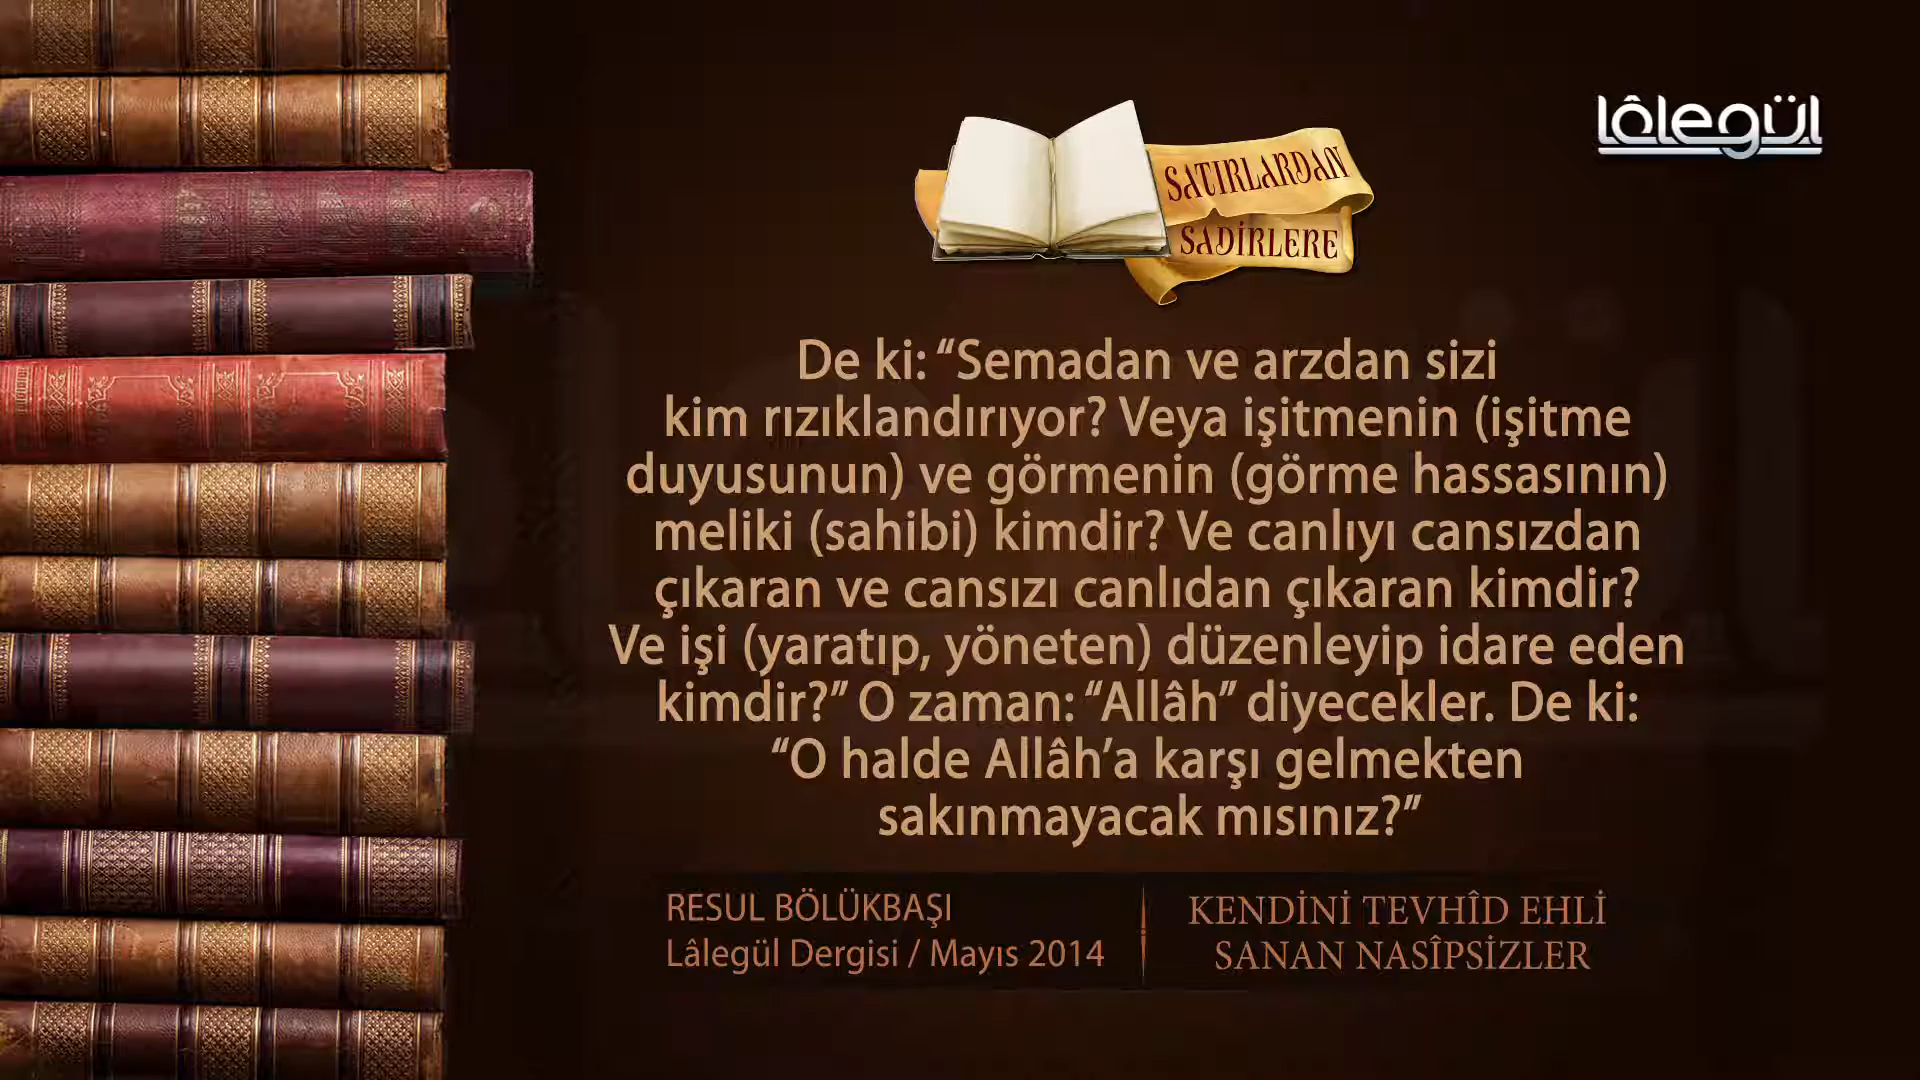 lâlegül
SATIRLARDAN
SADIRLERE
De ki: “Semadan ve arzdan sizi
kim rızıklandırıyor? Veya işitmenin (işitme
duyusunun) ve görmenin (görme hassasının)
meliki (sahibi) kimdir? Ve canlıyı cansızdan
çıkaran ve cansızı canlıdan çıkaran kimdir?
Ve işi (yaratıp, yöneten) düzenleyip idare eden
kimdir?” O zaman: “Allâh” diyecekler. De ki:
“O halde Allâh’a karşı gelmekten
sakınmayacak mısınız?”
RESUL BÖLÜKBAŞI
Lâlegül Dergisi / Mayıs 2014
KENDİNİ TEVHÎD EHLİ
SANAN NASÎPSİZLER